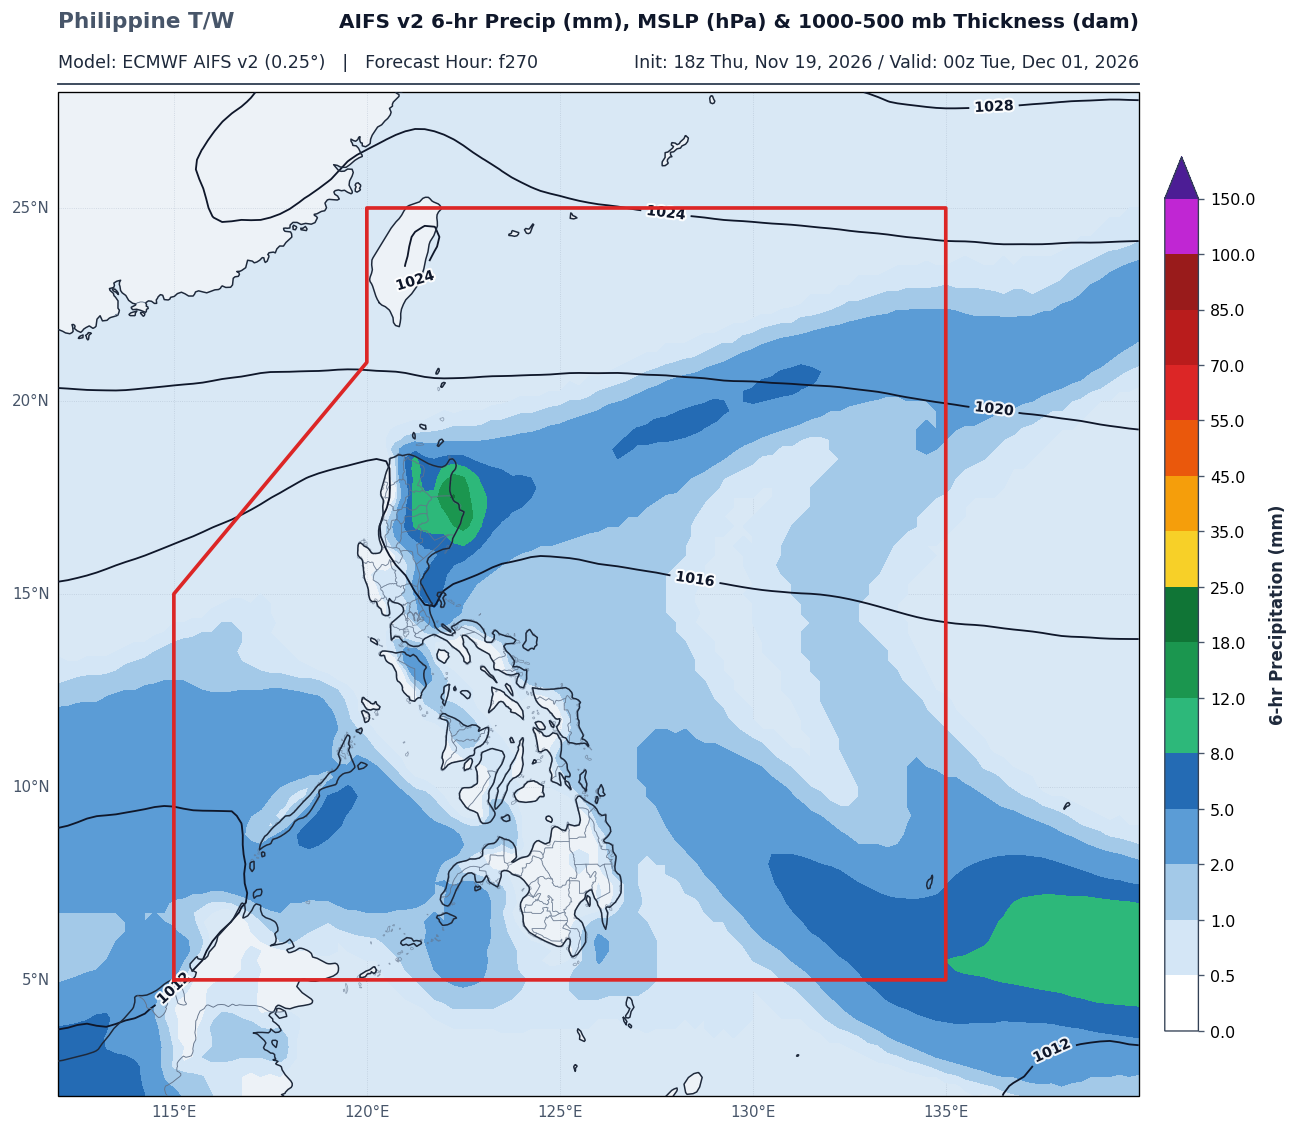 Philippine T/W
AIFS v2 6-hr Precip (mm), MSLP (hPa) & 1000-500 mb Thickness (dam)
Model: ECMWF AIFS v2 (0.25°)   |   Forecast Hour: f270
Init: 18z Thu, Nov 19, 2026 / Valid: 00z Tue, Dec 01, 2026
1028
1024
1024
1020
1016
1012
1012
25°N
20°N
15°N
10°N
5°N
115°E
120°E
125°E
130°E
135°E
150.0
100.0
85.0
70.0
55.0
45.0
35.0
25.0
18.0
12.0
8.0
5.0
2.0
1.0
0.5
0.0
6-hr Precipitation (mm)